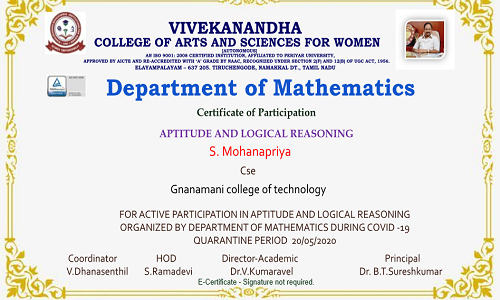 VIVEKANANDHA
COLLEGE OF ARTS AND SCIENCES FOR WOMEN
[AUTONOMOUS]
AN ISO 9001: 2008 CERTIFIED INSTITUTION, AFFILIATED TO PERIYAR UNIVERSITY,
APPROVED BY AICTE AND RE-ACCREDITED WITH 'A' GRADE BY NAAC, RECOGNIZED UNDER SECTION 2(F) AND 12(B) OF UGC ACT, 1956.
ELAYAMPALAYAM – 637 205. TIRUCHENGODE, NAMAKKAL DT., TAMIL NADU
Department of Mathematics
Certificate of Participation
APTITUDE AND LOGICAL REASONING
S. Mohanapriya
Cse
Gnanamani college of technology
FOR ACTIVE PARTICIPATION IN APTITUDE AND LOGICAL REASONING
ORGANIZED BY DEPARTMENT OF MATHEMATICS DURING COVID -19
QUARANTINE PERIOD 20/05/2020
Coordinator HOD Director-Academic Principal
V.Dhanasenthil S.Ramadevi Dr.V.Kumaravel Dr. B.T.Sureshkumar
E-Certificate - Signature not required.